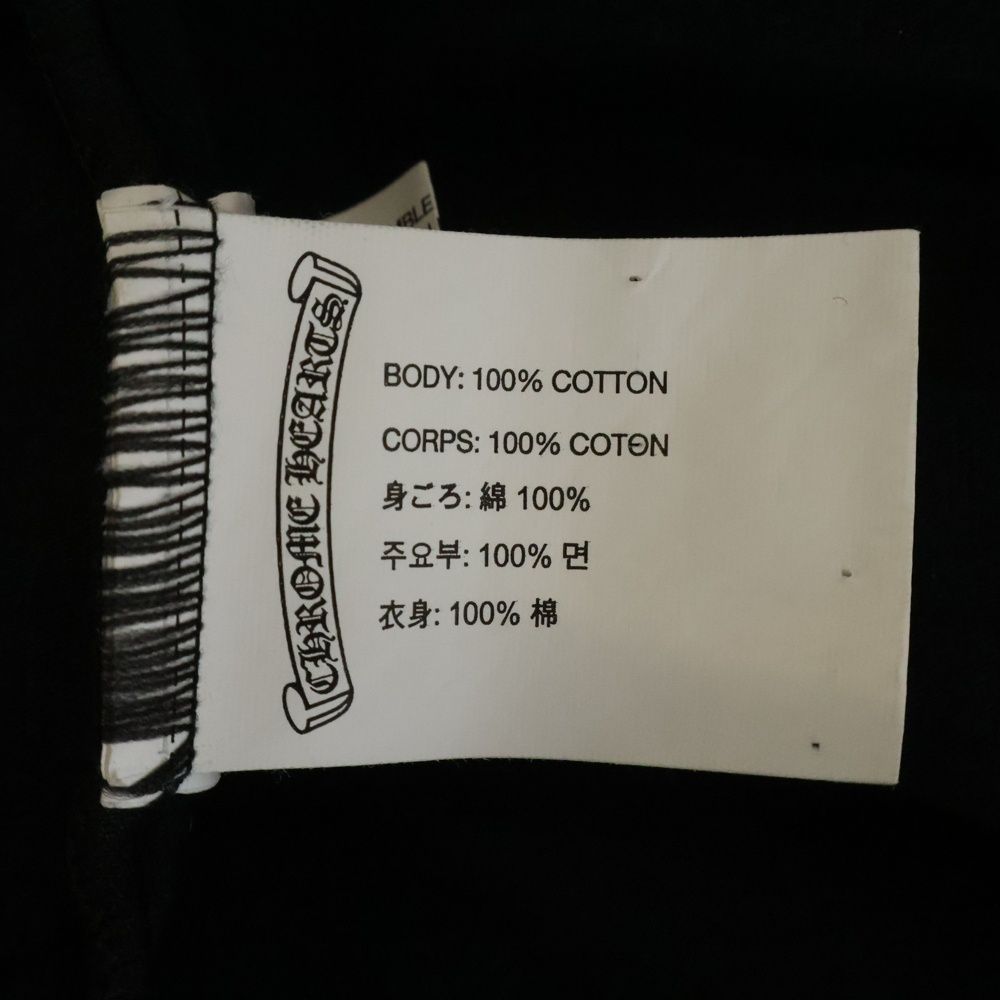 MBLE
CHROME HEARTS
BODY: 100% COTTON
CORPS: 100% COTON
身ごろ: 綿 100%
주요부: 100% 면
衣身: 100% 棉